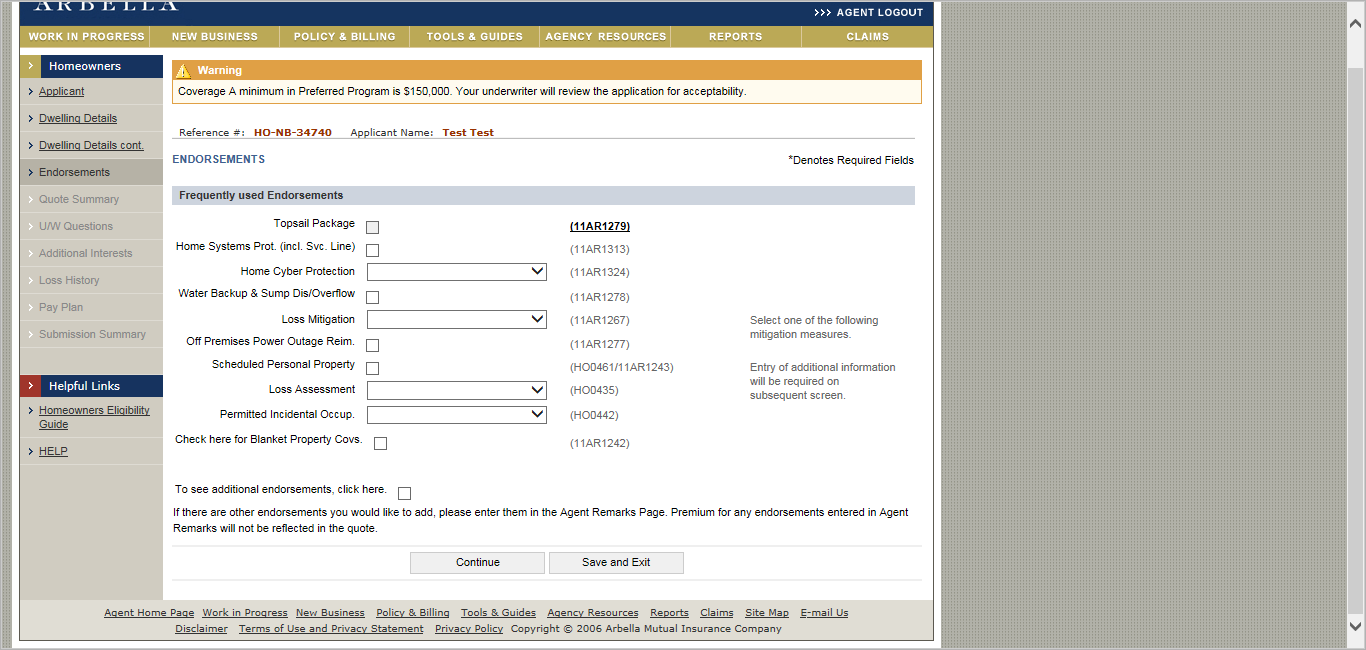 ARBELLA
>>> AGENT LOGOUT
WORK IN PROGRESS NEW BUSINESS POLICY & BILLING TOOLS & GUIDES AGENCY RESOURCES REPORTS CLAIMS
Homeowners
Applicant
Dwelling Details
Dwelling Details cont.
Endorsements
Quote Summary
U/W Questions
Additional Interests
Loss History
Pay Plan
Submission Summary
Helpful Links
Homeowners Eligibility
Guide
HELP
Warning
Coverage A minimum in Preferred Program is $150,000. Your underwriter will review the application for acceptability.
Reference #: HO-NB-34740 Applicant Name: Test Test
ENDORSEMENTS *Denotes Required Fields
Frequently used Endorsements
Topsail Package (11AR1279)
Home Systems Prot. (incl. Svc. Line) (11AR1313)
Home Cyber Protection (11AR1324)
Water Backup & Sump Dis/Overflow (11AR1278)
Loss Mitigation (11AR1267) Select one of the following
mitigation measures.
Off Premises Power Outage Reim. (11AR1277)
Scheduled Personal Property (HO0461/11AR1243) Entry of additional information
will be required on
subsequent screen.
Loss Assessment (HO0435)
Permitted Incidental Occup. (HO0442)
Check here for Blanket Property Covs. (11AR1242)
To see additional endorsements, click here.
If there are other endorsements you would like to add, please enter them in the Agent Remarks Page. Premium for any endorsements entered in Agent
Remarks will not be reflected in the quote.
Continue Save and Exit
Agent Home Page Work in Progress New Business Policy & Billing Tools & Guides Agency Resources Reports Claims Site Map E-mail Us
Disclaimer Terms of Use and Privacy Statement Privacy Policy Copyright © 2006 Arbella Mutual Insurance Company